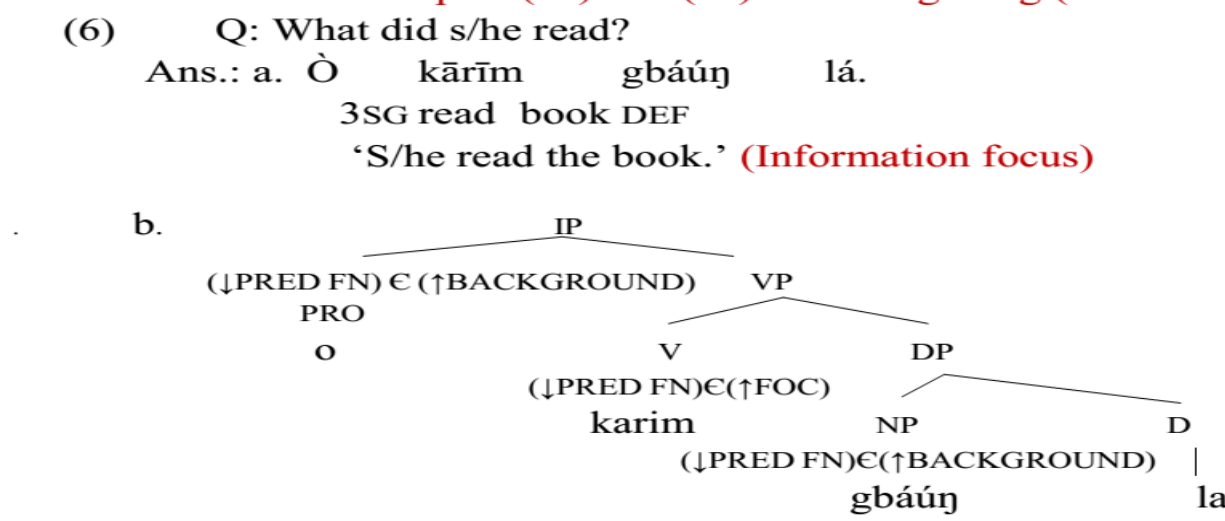 (6) Q: What did s/he read?
Ans.: a. Ò kārīm gbáúŋ lá.
3SG read book DEF
‘S/he read the book.’ (Information focus)
. b. IP
(↓PRED FN) Є (↑BACKGROUND) VP
PRO
o V DP
(↓PRED FN)Є(↑FOC)
karim NP D
(↓PRED FN)Є(↑BACKGROUND)
gbáúŋ la